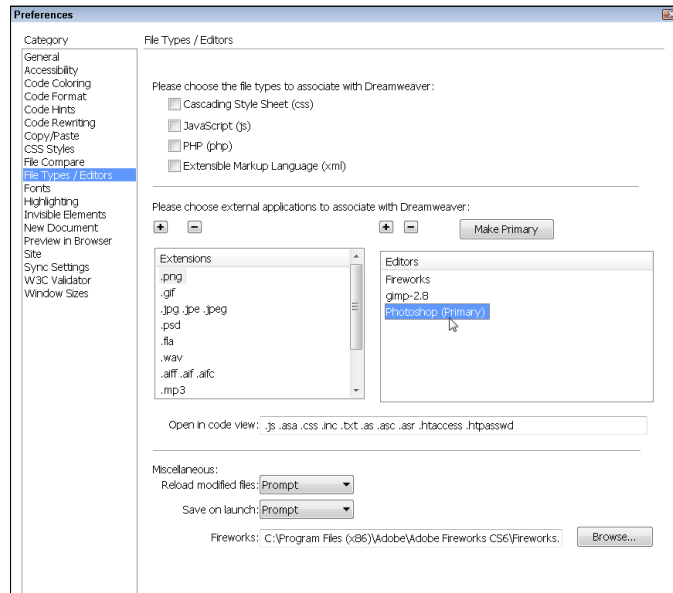 Preferences
Category
File Types / Editors
General
Accessibility
Code Coloring
Code Format
Code Hints
Code Rewriting
Copy/Paste
CSS Styles
File Compare
File Types / Editors
Fonts
Highlighting
Invisible Elements
New Document
Preview in Browser
Site
Sync Settings
W3C Validator
Window Sizes
Please choose the file types to associate with Dreamweaver:
Cascading Style Sheet (css)
JavaScript (js)
PHP (php)
Extensible Markup Language (xml)
Please choose external applications to associate with Dreamweaver:
Make Primary
Extensions
.png
.gif
.jpg .jpe .jpeg
.psd
.fla
.wav
.aiff .aif .aifc
.mp3
Editors
Fireworks
gimp-2.8
Photoshop (Primary)
Open in code view: .js .asa .css .inc .txt .as .asc .asr .htaccess .htpasswd
Miscellaneous:
Reload modified files: Prompt
Save on launch: Prompt
Fireworks: C:\Program Files (x86)\Adobe\Adobe Fireworks CS6\Fireworks. Browse...